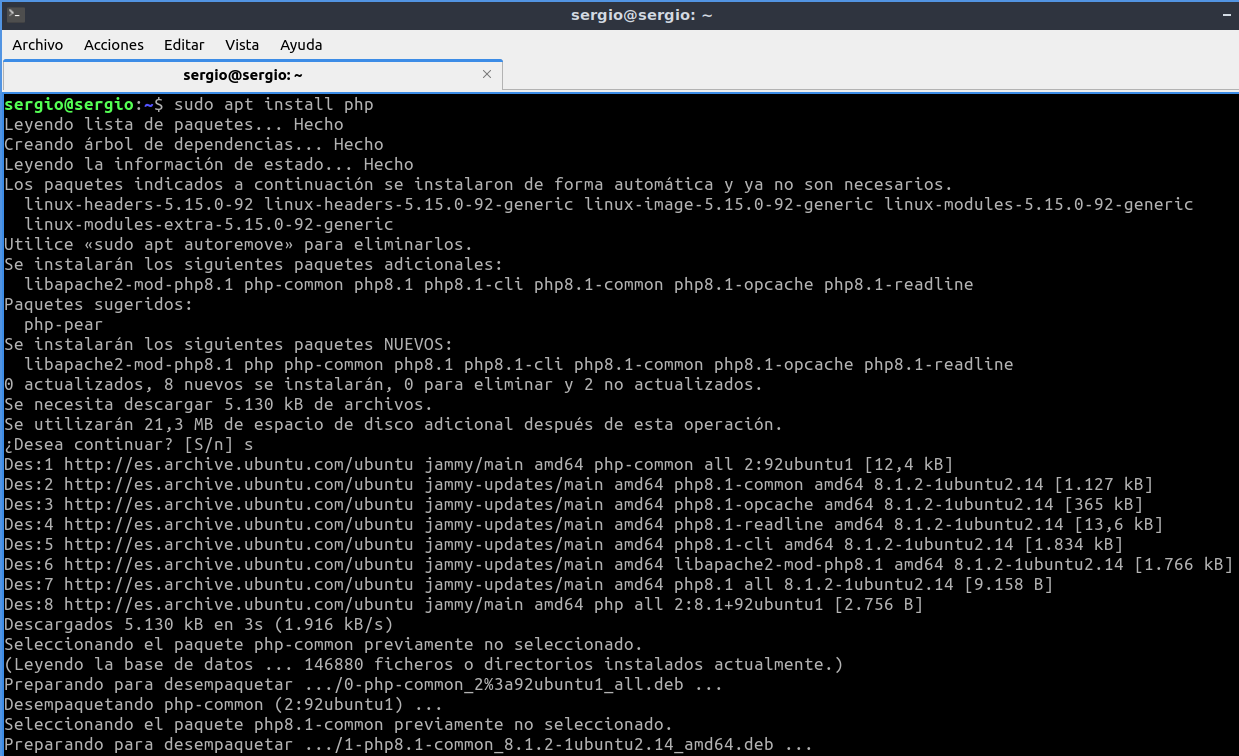 sergio@sergio: ~
Archivo Acciones Editar Vista Ayuda
sergio@sergio: ~
sergio@sergio:~$ sudo apt install php
Leyendo lista de paquetes... Hecho
Creando árbol de dependencias... Hecho
Leyendo la información de estado... Hecho
Los paquetes indicados a continuación se instalaron de forma automática y ya no son necesarios.
  linux-headers-5.15.0-92 linux-headers-5.15.0-92-generic linux-image-5.15.0-92-generic linux-modules-5.15.0-92-generic
  linux-modules-extra-5.15.0-92-generic
Utilice «sudo apt autoremove» para eliminarlos.
Se instalarán los siguientes paquetes adicionales:
  libapache2-mod-php8.1 php-common php8.1 php8.1-cli php8.1-common php8.1-opcache php8.1-readline
Paquetes sugeridos:
  php-pear
Se instalarán los siguientes paquetes NUEVOS:
  libapache2-mod-php8.1 php php-common php8.1 php8.1-cli php8.1-common php8.1-opcache php8.1-readline
0 actualizados, 8 nuevos se instalarán, 0 para eliminar y 2 no actualizados.
Se necesita descargar 5.130 kB de archivos.
Se utilizarán 21,3 MB de espacio de disco adicional después de esta operación.
¿Desea continuar? [S/n] s
Des:1 http://es.archive.ubuntu.com/ubuntu jammy/main amd64 php-common all 2:92ubuntu1 [12,4 kB]
Des:2 http://es.archive.ubuntu.com/ubuntu jammy-updates/main amd64 php8.1-common amd64 8.1.2-1ubuntu2.14 [1.127 kB]
Des:3 http://es.archive.ubuntu.com/ubuntu jammy-updates/main amd64 php8.1-opcache amd64 8.1.2-1ubuntu2.14 [365 kB]
Des:4 http://es.archive.ubuntu.com/ubuntu jammy-updates/main amd64 php8.1-readline amd64 8.1.2-1ubuntu2.14 [13,6 kB]
Des:5 http://es.archive.ubuntu.com/ubuntu jammy-updates/main amd64 php8.1-cli amd64 8.1.2-1ubuntu2.14 [1.834 kB]
Des:6 http://es.archive.ubuntu.com/ubuntu jammy-updates/main amd64 libapache2-mod-php8.1 amd64 8.1.2-1ubuntu2.14 [1.766 kB]
Des:7 http://es.archive.ubuntu.com/ubuntu jammy-updates/main amd64 php8.1 all 8.1.2-1ubuntu2.14 [9.158 B]
Des:8 http://es.archive.ubuntu.com/ubuntu jammy/main amd64 php all 2:8.1+92ubuntu1 [2.756 B]
Descargados 5.130 kB en 3s (1.916 kB/s)
Seleccionando el paquete php-common previamente no seleccionado.
(Leyendo la base de datos ... 146880 ficheros o directorios instalados actualmente.)
Preparando para desempaquetar .../0-php-common_2%3a92ubuntu1_all.deb ...
Desempaquetando php-common (2:92ubuntu1) ...
Seleccionando el paquete php8.1-common previamente no seleccionado.
Preparando para desempaquetar .../1-php8.1-common_8.1.2-1ubuntu2.14_amd64.deb ...